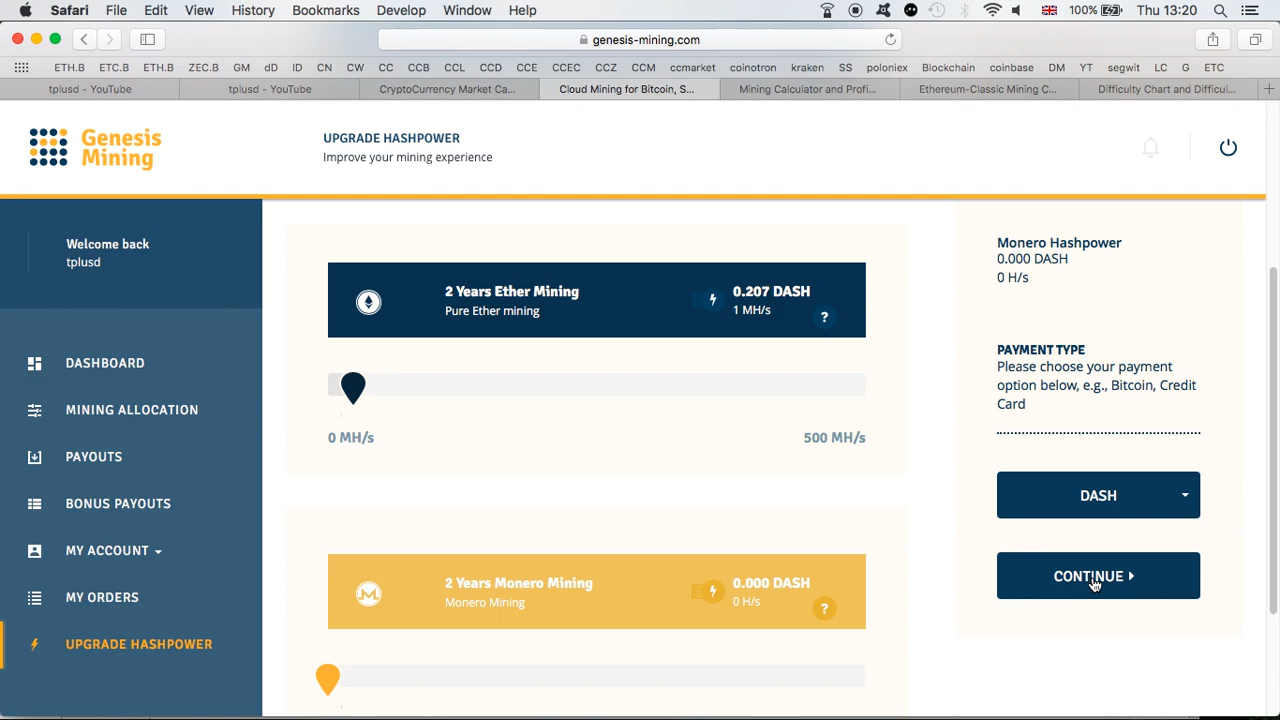 Safari File Edit View History Bookmarks Develop Window Help 100% Thu 13:20
genesis-mining.com
ETH.B ETC.B ETH.B ZEC.B GM dD ID CN CW CC CCB CCL CCD CCE CCEC CCZ CCM ccmarket coinotron kraken SS poloniex Blockchain coinbase DM YT segwit LC G ETC
tplusd - YouTube tplusd - YouTube CryptoCurrency Market Ca... Cloud Mining for Bitcoin, S... Mining Calculator and Profi... Ethereum-Classic Mining C... Difficulty Chart and Difficul...
Genesis
Mining
UPGRADE HASHPOWER
Improve your mining experience
Welcome back
tplusd
DASHBOARD
MINING ALLOCATION
PAYOUTS
BONUS PAYOUTS
MY ACCOUNT
MY ORDERS
UPGRADE HASHPOWER
2 Years Ether Mining
Pure Ether mining
0.207 DASH
1 MH/s
?
0 MH/s 500 MH/s
2 Years Monero Mining
Monero Mining
0.000 DASH
0 H/s
?
Monero Hashpower
0.000 DASH
0 H/s
PAYMENT TYPE
Please choose your payment
option below, e.g., Bitcoin, Credit
Card
DASH
CONTINUE